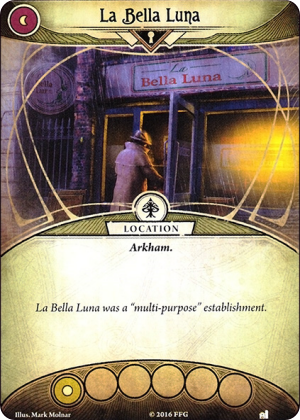 La Bella Luna
La
Bella Luna
LOCATION
Arkham.
La Bella Luna was a “multi-purpose” establishment.
Illus. Mark Molnar
© 2016 FFG